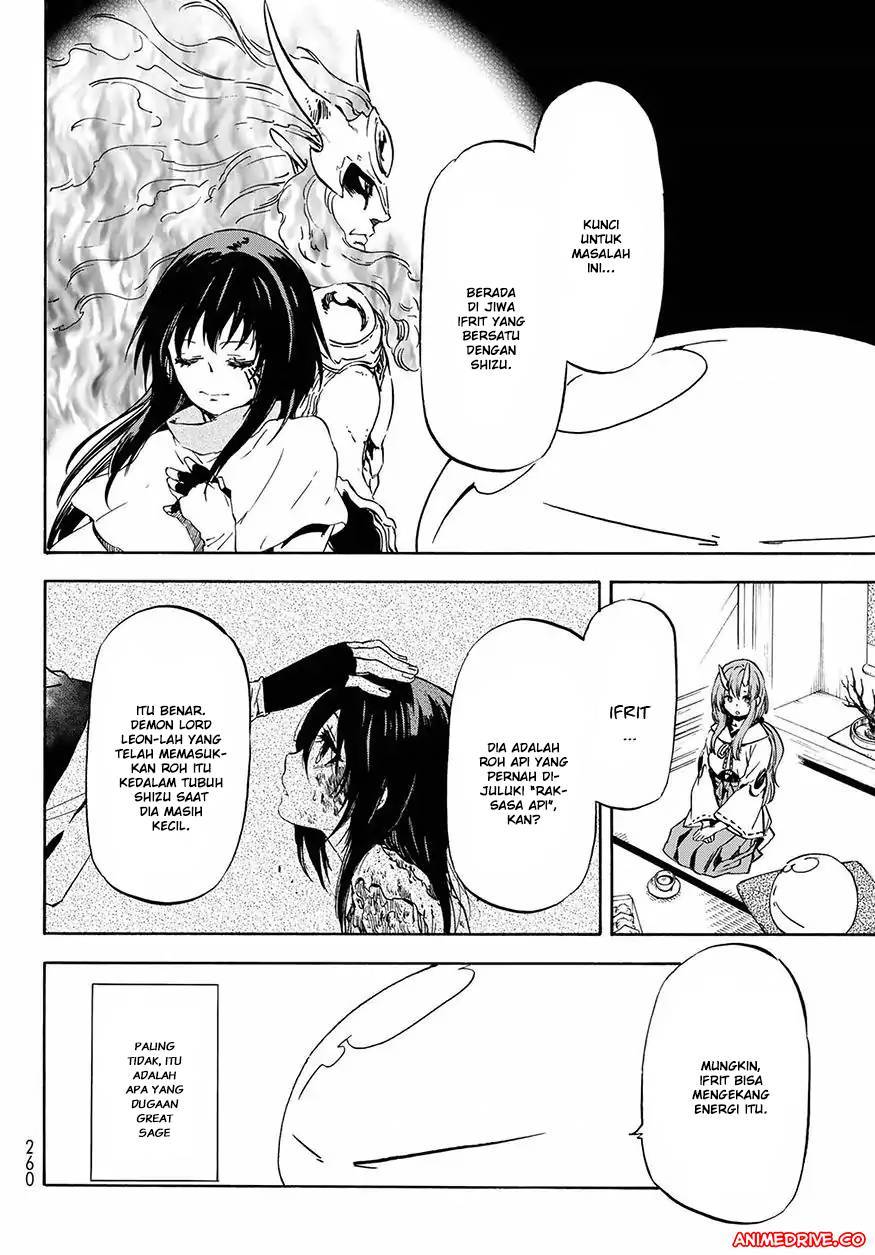 KUNCI
UNTUK
MASALAH
INI...
BERADA
DI JIWA
IFRIT YANG
BERSATU
DENGAN
SHIZU.
IFRIT
...
DIA ADALAH
ROH API YANG
PERNAH DI-
JULUKI "RAK-
SASA API",
KAN?
ITU BENAR.
DEMON LORD
LEON-LAH YANG
TELAH MEMASUK-
KAN ROH ITU
KEDALAM TUBUH
SHIZU SAAT
DIA MASIH
KECIL.
MUNGKIN,
IFRIT BISA
MENGEKANG
ENERGI ITU.
PALING
TIDAK, ITU
ADALAH
APA YANG
DUGAAN
GREAT
SAGE
260
ANIMEDRIVE.CO